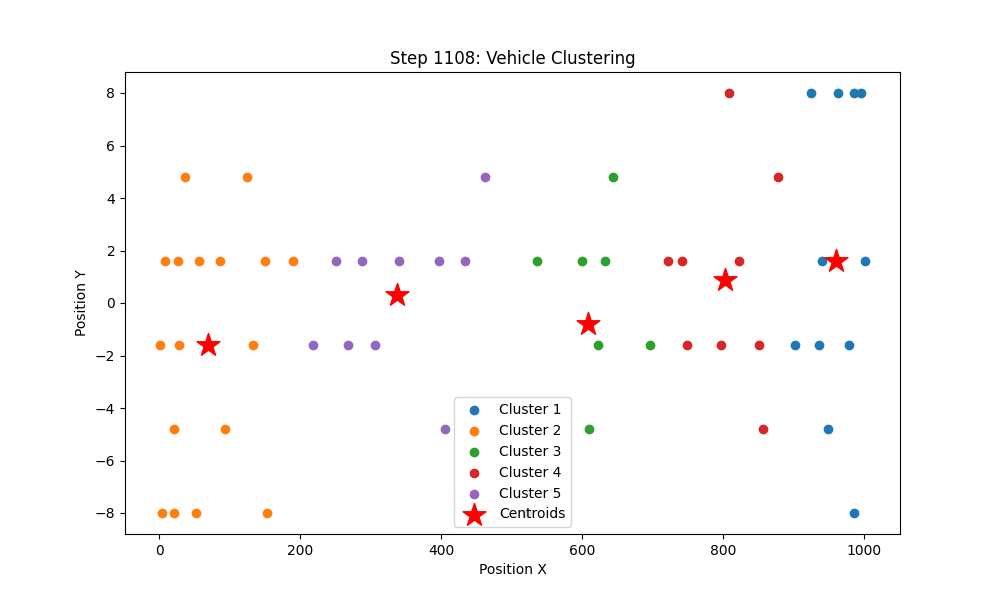 Step 1108: Vehicle Clustering
8
6
4
2
0
−2
−4
−6
−8
Position Y
Cluster 1
Cluster 2
Cluster 3
Cluster 4
Cluster 5
Centroids
0 200 400 600 800 1000
Position X